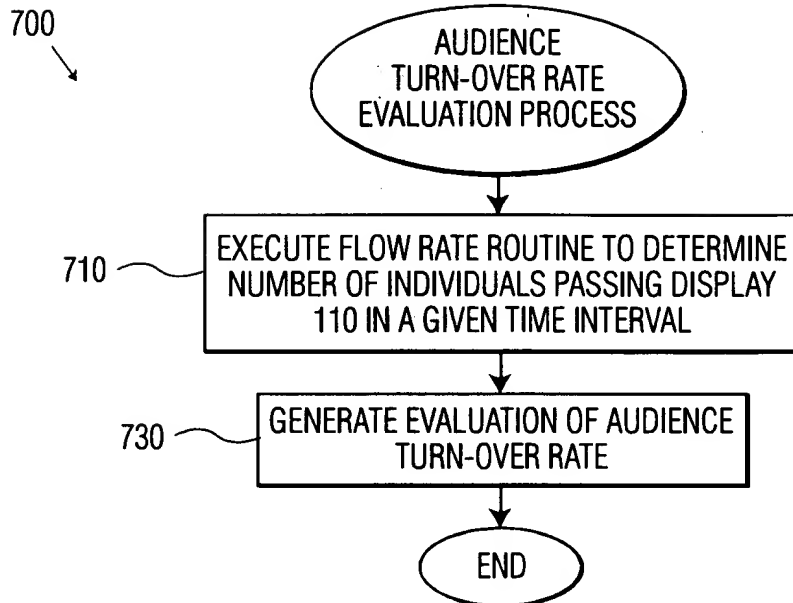 700
AUDIENCE
TURN-OVER RATE
EVALUATION PROCESS
710
EXECUTE FLOW RATE ROUTINE TO DETERMINE
NUMBER OF INDIVIDUALS PASSING DISPLAY
110 IN A GIVEN TIME INTERVAL
730
GENERATE EVALUATION OF AUDIENCE
TURN-OVER RATE
END